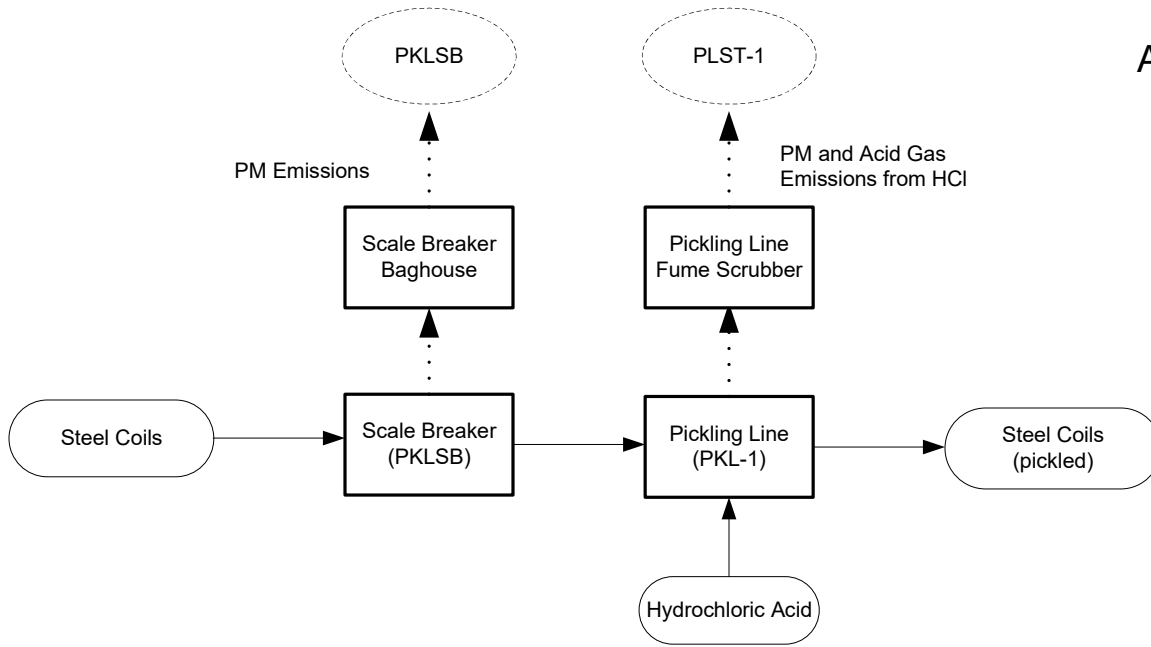 PKLSB
PLST-1
A
PM Emissions
PM and Acid Gas
Emissions from HCl
Scale Breaker
Baghouse
Pickling Line
Fume Scrubber
Steel Coils
Scale Breaker
(PKLSB)
Pickling Line
(PKL-1)
Steel Coils
(pickled)
Hydrochloric Acid